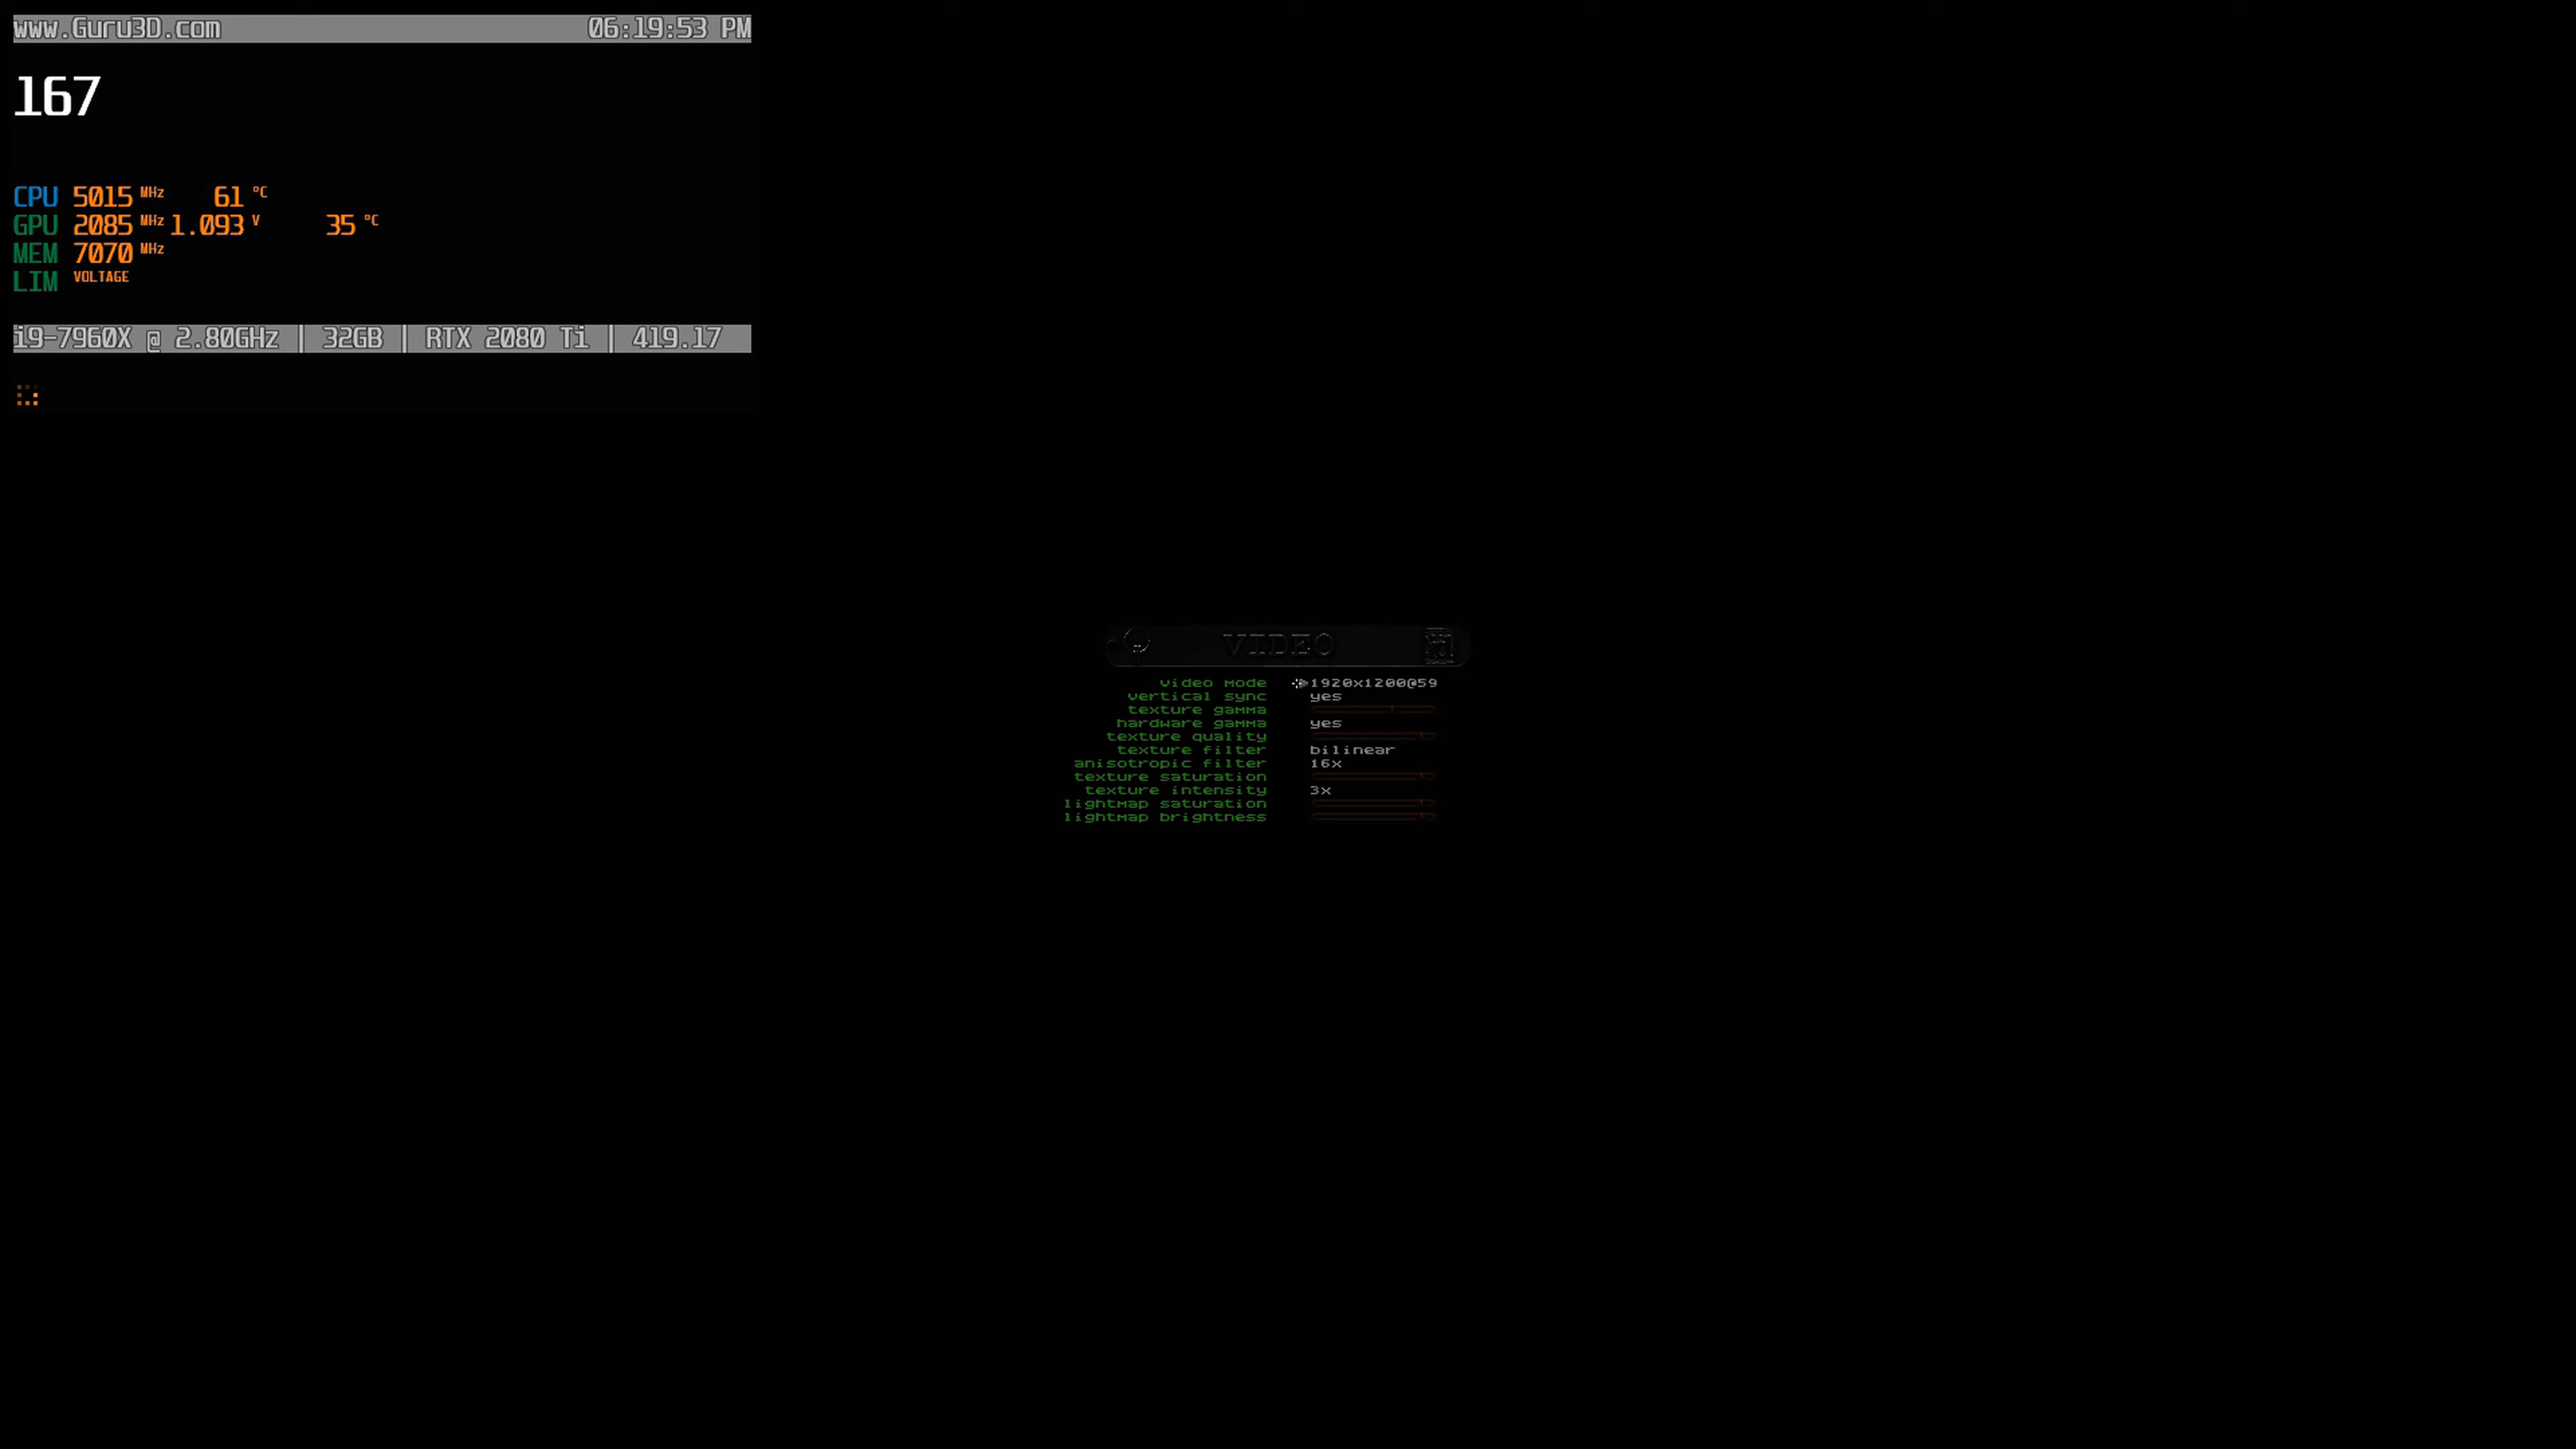 www.Guru3D.com 06:19:53 PM
167
CPU 5015 MHz 61 °C
GPU 2085 MHz 1.093 V 35 °C
MEM 7070 MHz
LIM VOLTAGE
i9-7960X @ 2.80GHz | 32GB | RTX 2080 Ti | 419.17
VIDEO
video mode 1920x1200@59
vertical sync yes
texture gamma
hardware gamma yes
texture quality
texture filter bilinear
anisotropic filter 16x
texture saturation
texture intensity 3x
lightmap saturation
lightmap brightness